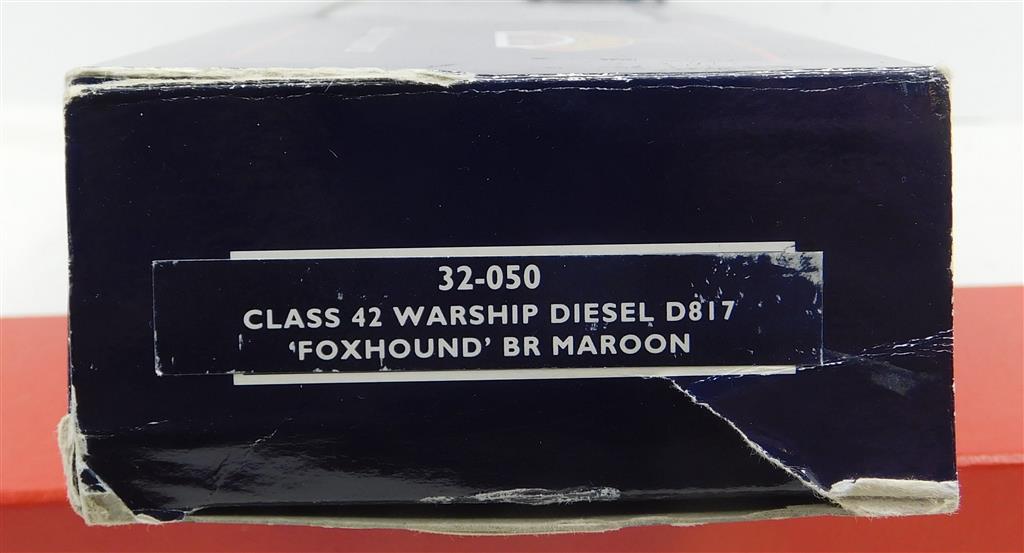 32-050
CLASS 42 WARSHIP DIESEL D817
‘FOXHOUND’ BR MAROON